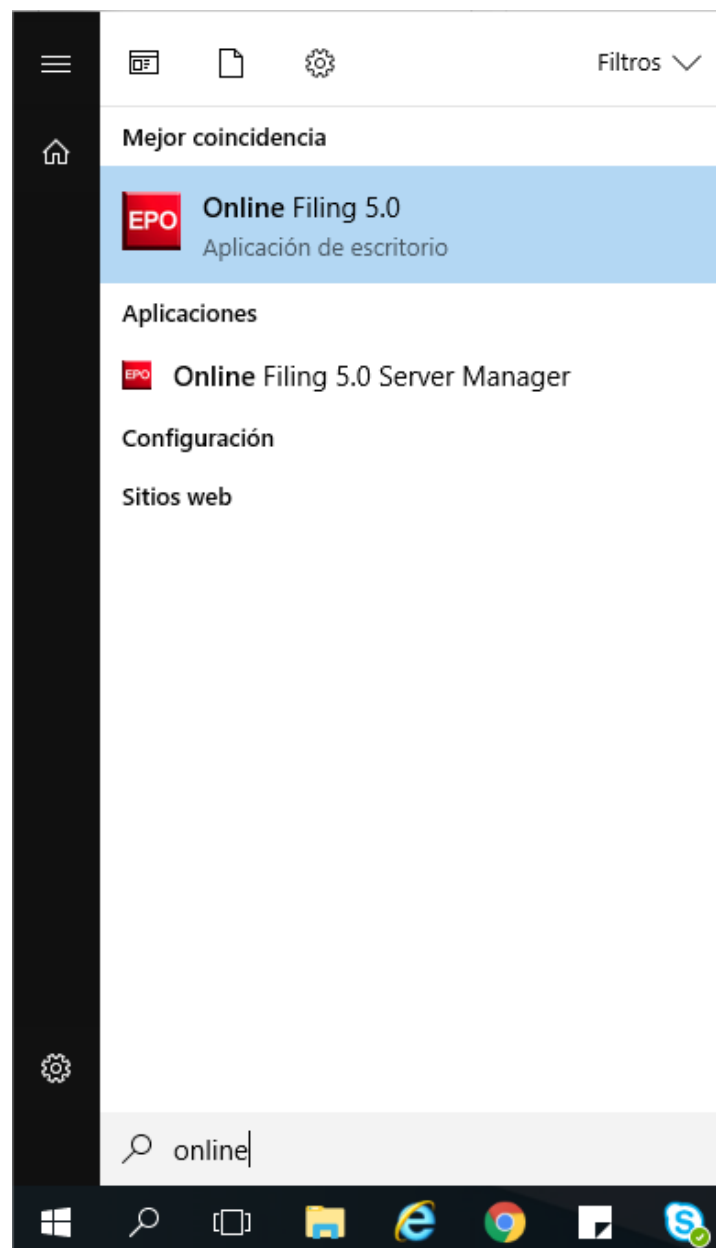 Filtros
Mejor coincidencia
EPO
Online Filing 5.0
Aplicación de escritorio
Aplicaciones
EPO
Online Filing 5.0 Server Manager
Configuración
Sitios web
online